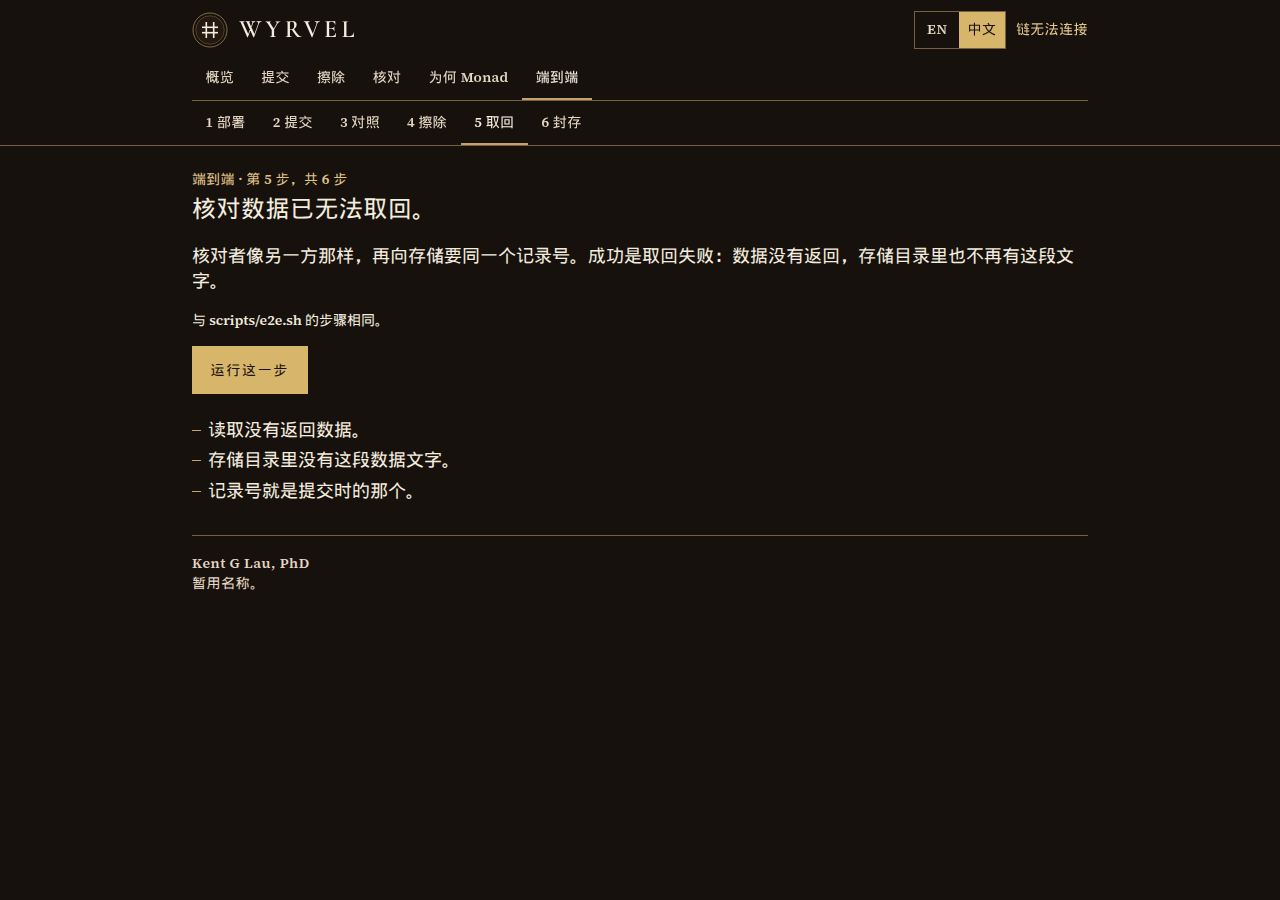 WYRVEL
EN 中文 链无法连接
概览 提交 擦除 核对 为何 Monad 端到端
1 部署 2 提交 3 对照 4 擦除 5 取回 6 封存
端到端 · 第 5 步，共 6 步
核对数据已无法取回。
核对者像另一方那样，再向存储要同一个记录号。成功是取回失败：数据没有返回，存储目录里也不再有这段文
字。
与 scripts/e2e.sh 的步骤相同。
运行这一步
– 读取没有返回数据。
– 存储目录里没有这段数据文字。
– 记录号就是提交时的那个。
Kent G Lau, PhD
暂用名称。